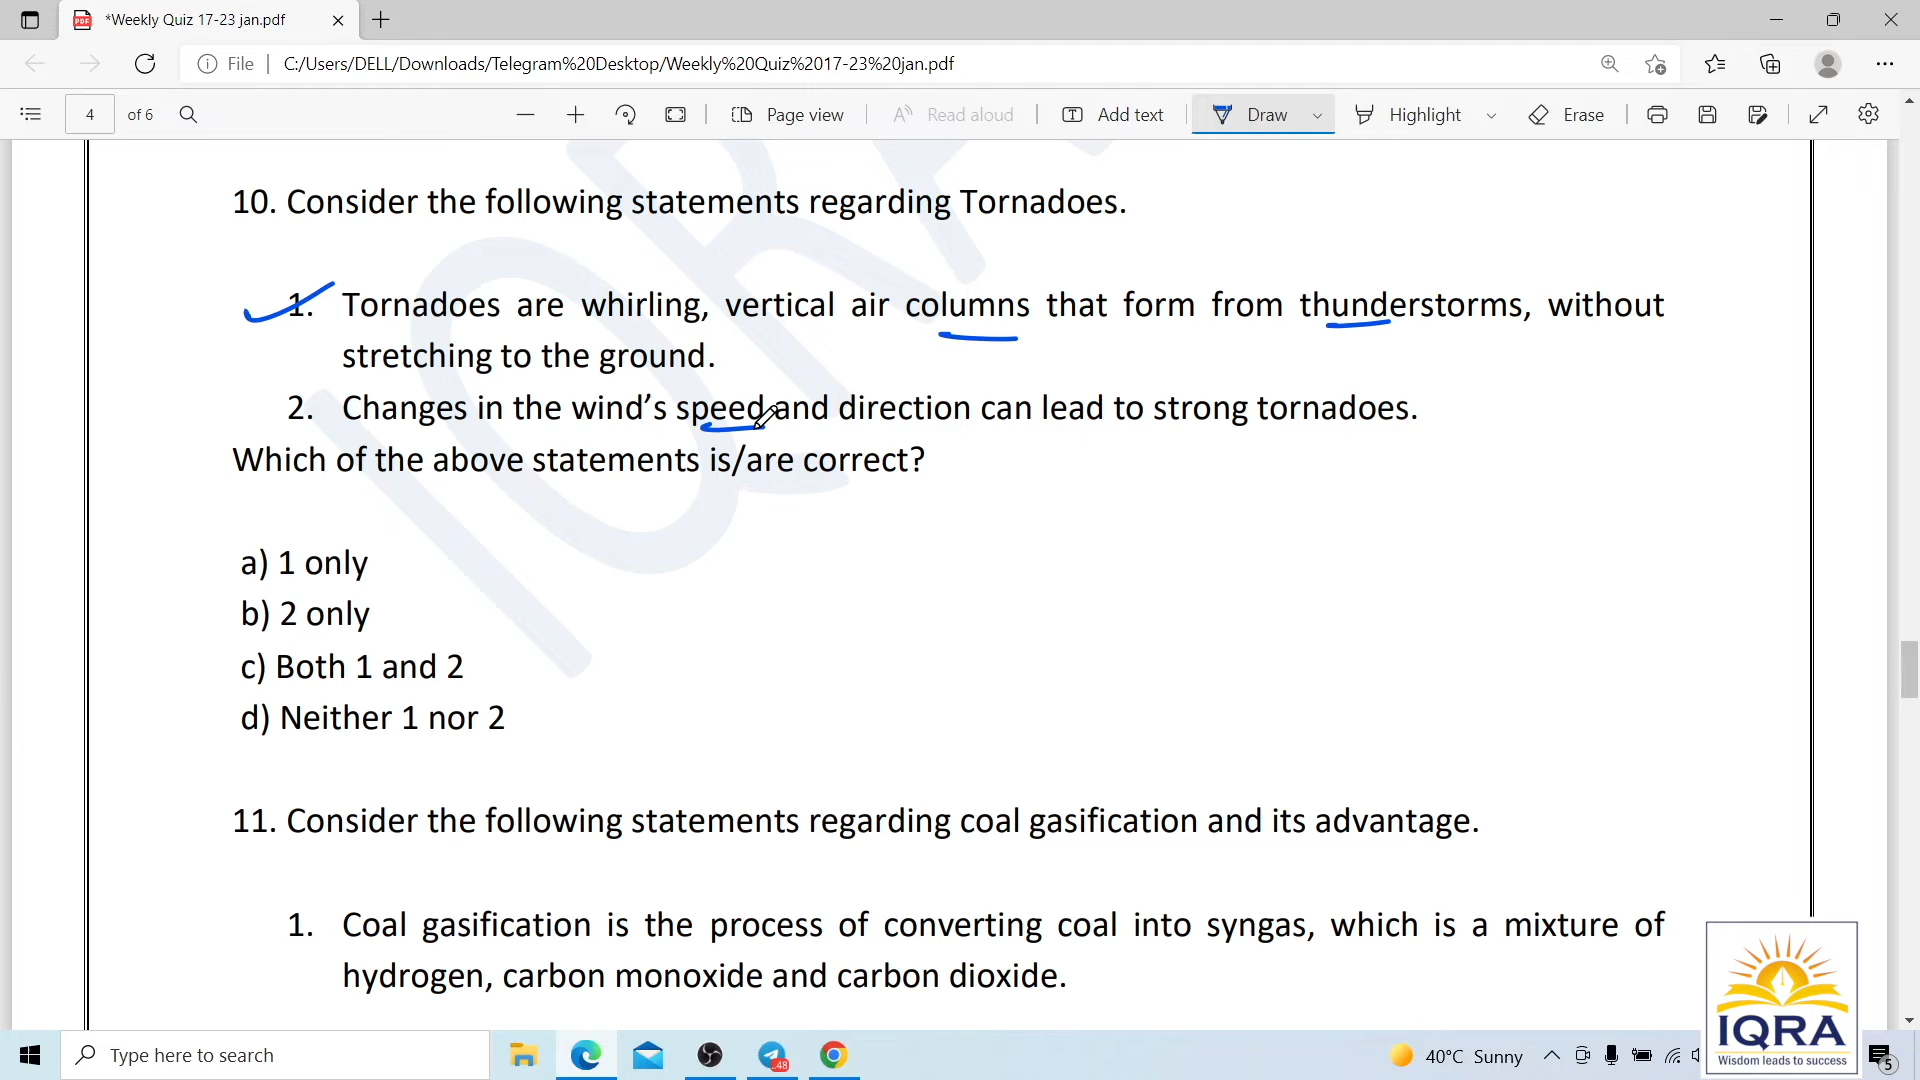 *Weekly Quiz 17-23 jan.pdf
File
C:/Users/DELL/Downloads/Telegram%20Desktop/Weekly%20Quiz%2017-23%20jan.pdf
4 of 6
Page view
Read aloud
Add text
Draw
Highlight
Erase
IQRA
10. Consider the following statements regarding Tornadoes.
1. Tornadoes are whirling, vertical air columns that form from thunderstorms, without
stretching to the ground.
2. Changes in the wind’s speed and direction can lead to strong tornadoes.
Which of the above statements is/are correct?
a) 1 only
b) 2 only
c) Both 1 and 2
d) Neither 1 nor 2
11. Consider the following statements regarding coal gasification and its advantage.
1. Coal gasification is the process of converting coal into syngas, which is a mixture of
hydrogen, carbon monoxide and carbon dioxide.
IQRA
Wisdom leads to success
Type here to search
48
40°C Sunny
5